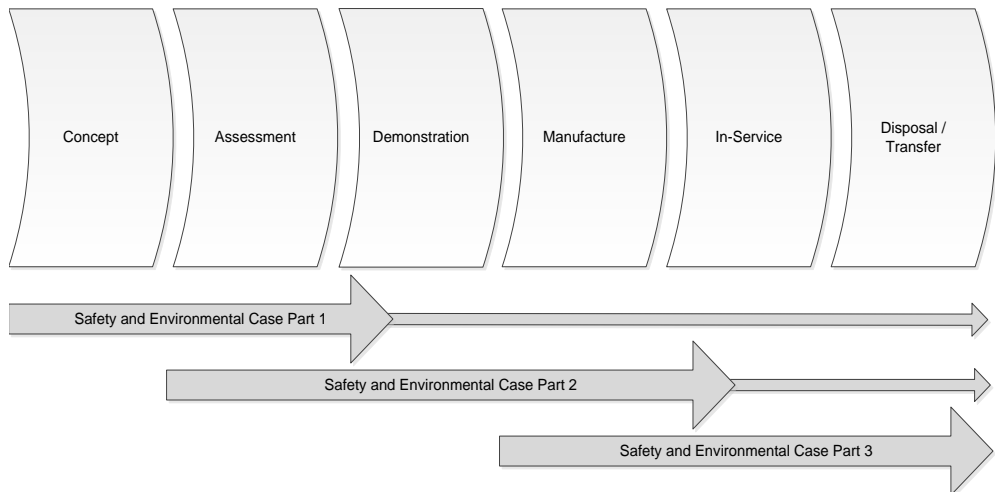 Concept
Assessment
Demonstration
Manufacture
In-Service
Disposal /
Transfer
Safety and Environmental Case Part 1
Safety and Environmental Case Part 2
Safety and Environmental Case Part 3